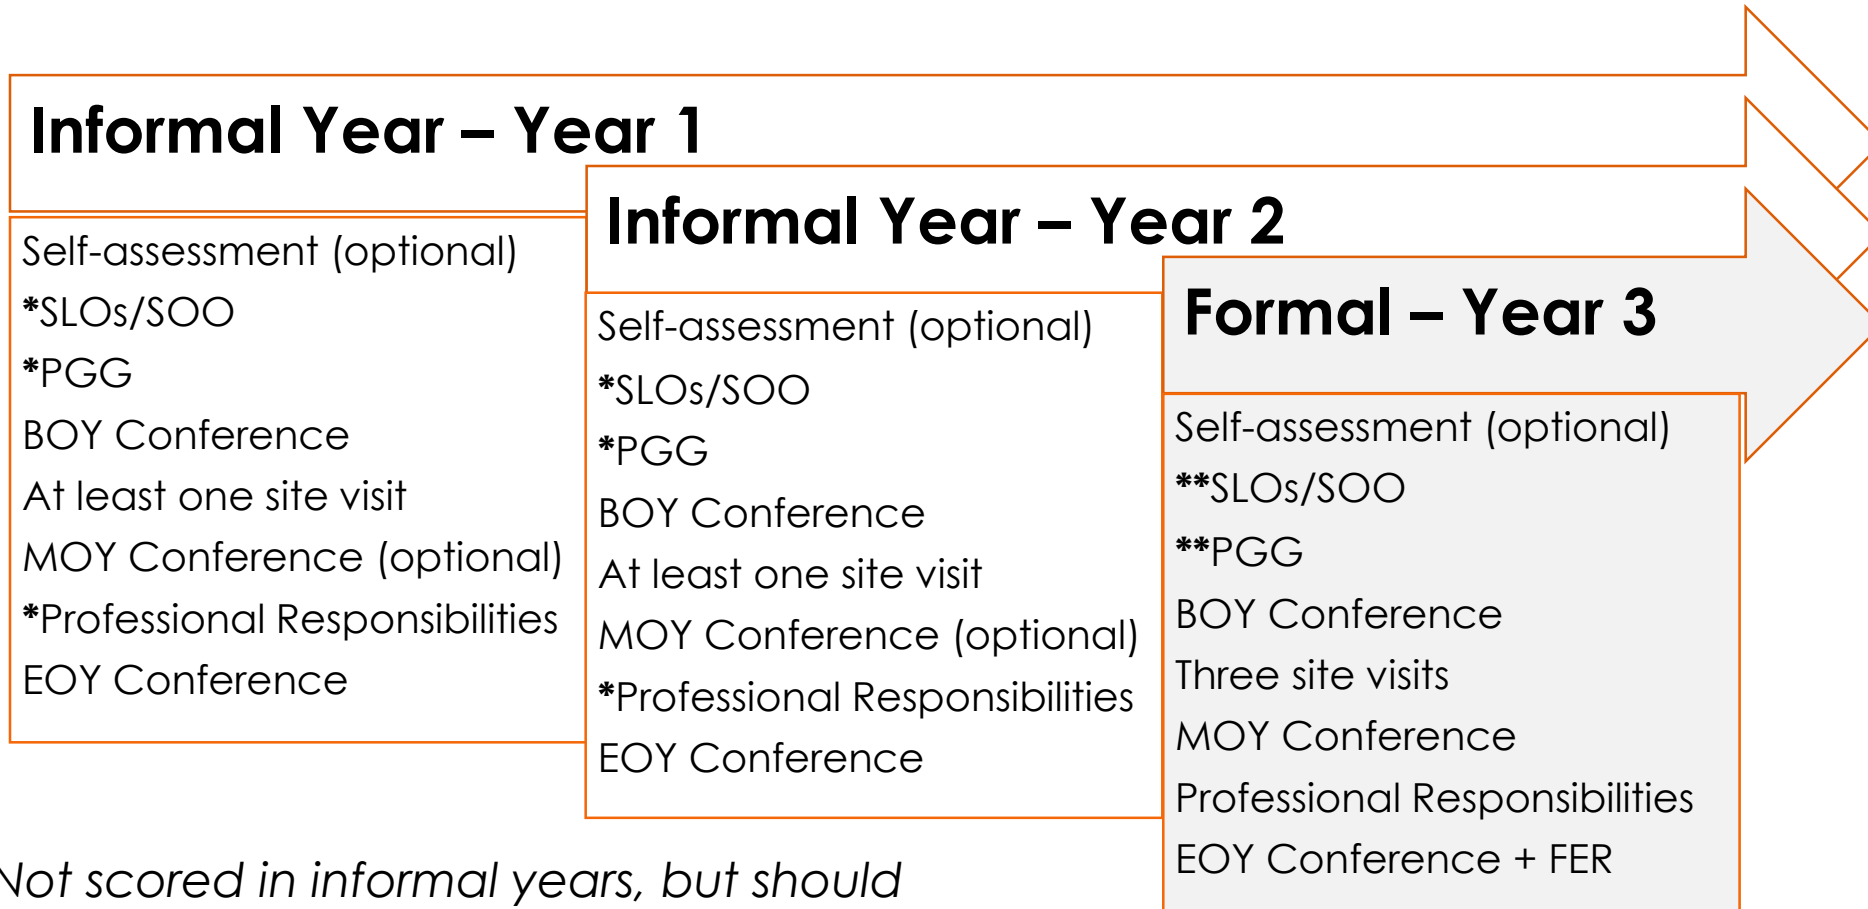 Informal Year – Year 1
Self-assessment (optional)
*SLOs/SOO
*PGG
BOY Conference
At least one site visit
MOY Conference (optional)
*Professional Responsibilities
EOY Conference
Informal Year – Year 2
Self-assessment (optional)
*SLOs/SOO
*PGG
BOY Conference
At least one site visit
MOY Conference (optional)
*Professional Responsibilities
EOY Conference
Formal – Year 3
Self-assessment (optional)
**SLOs/SOO
**PGG
BOY Conference
Three site visits
MOY Conference
Professional Responsibilities
EOY Conference + FER
Not scored in informal years, but should